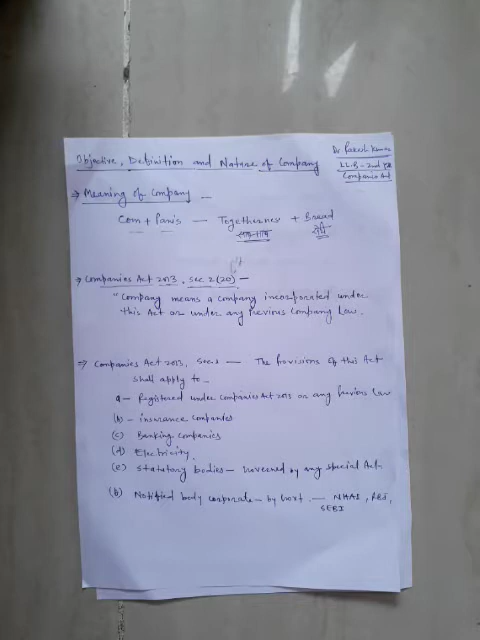 Objective, Definition and Nature of Company
Dr Rakesh Kumar
LL.B - 2nd yr
Companies Act
⇒ Meaning of Company -
Com + Panis - Togetherness + Bread
एक साथ रोटी
⇒ Companies Act 2013, Sec 2(20) -
"Company means a company incorporated under
this Act or under any Previous Company Law.
⇒ Companies Act 2013, Sec. 1 - The Provisions of this Act
shall apply to -
a - Registered under Companies Act 2013 or any previous Law
(b) - insurance companies
(c) Banking companies
(d) Electricity.
(e) Statutory bodies - Governed by any special Act.
(f) Notified body corporate - by Govt. - NHAI, RBI,
SEBI